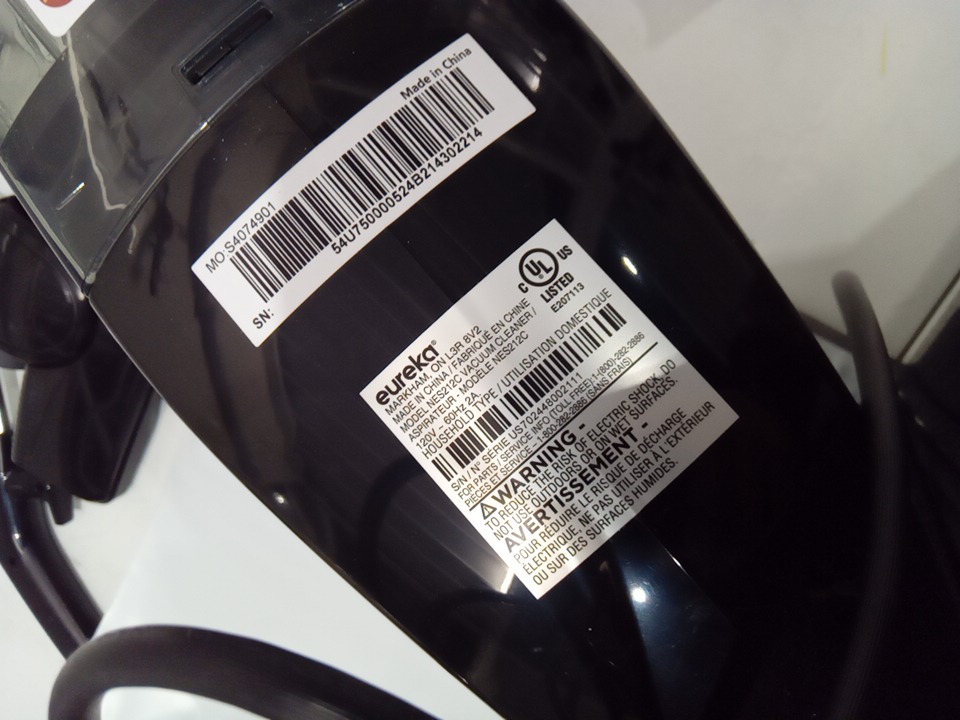 Made in China
MO:S4074901
54U750000524B214302214
SN:
eureka®
MARKHAM, ON L3R 8V2
MADE IN CHINA / FABRIQUÉ EN CHINE
MODEL NES212C VACUUM CLEANER /
ASPIRATEUR - MODÈLE NES212C
120V ~ 60Hz 2A
HOUSEHOLD TYPE / UTILISATION DOMESTIQUE
C UL US
LISTED
E207113
S/N / Nº SERIE US702448002111
FOR PARTS / SERVICE INFO (TOLL FREE) 1-(800)-282-2886
PIÈCES ET SERVICE -1-800-282-2886 (SANS FRAIS)
WARNING -
TO REDUCE THE RISK OF ELECTRIC SHOCK, DO
NOT USE OUTDOORS OR ON WET SURFACES.
AVERTISSEMENT -
POUR RÉDUIRE LE RISQUE DE DÉCHARGE
ÉLECTRIQUE, NE PAS UTILISER À L'EXTÉRIEUR
OU SUR DES SURFACES HUMIDES.